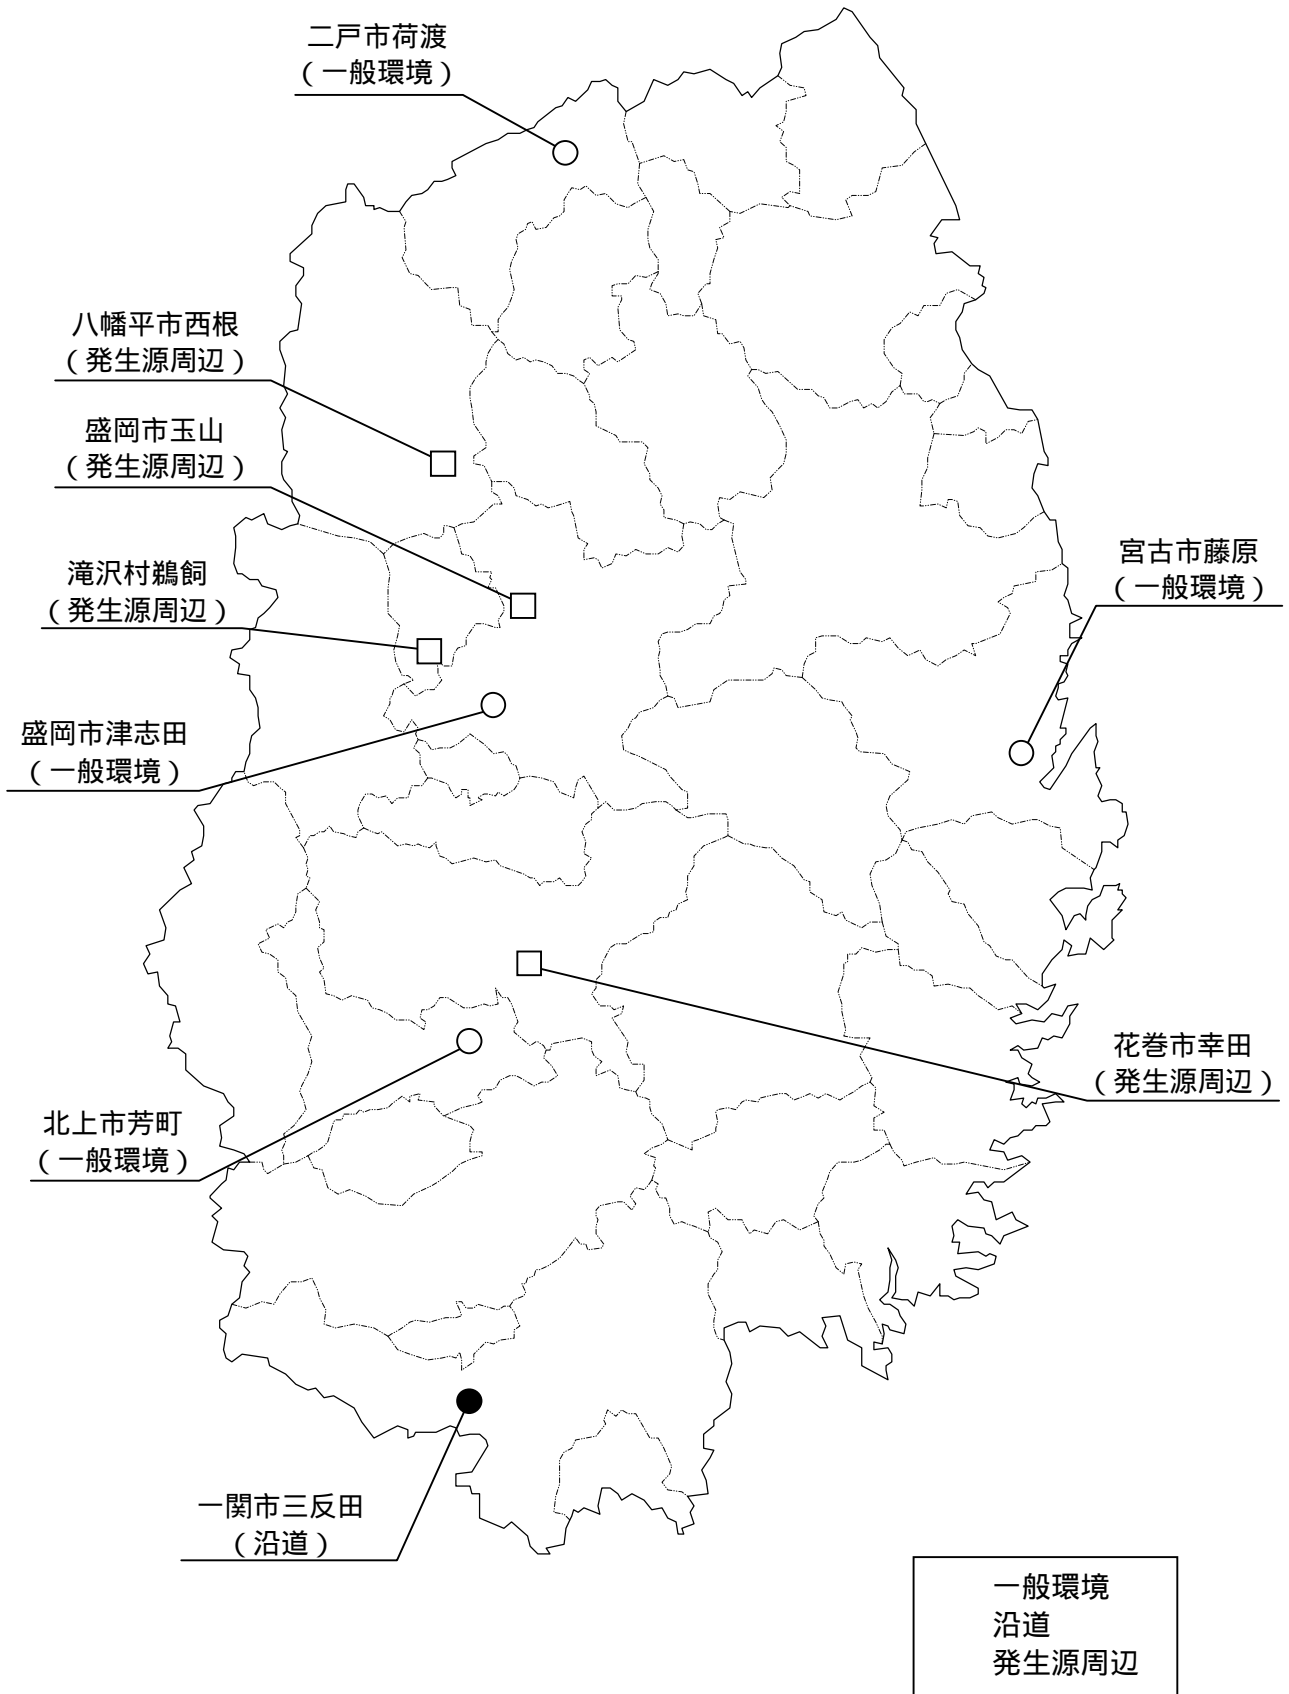 二戸市荷渡
(一般環境)
八幡平市西根
(発生源周辺)
盛岡市玉山
(発生源周辺)
滝沢村鵜飼
(発生源周辺)
宮古市藤原
(一般環境)
盛岡市津志田
(一般環境)
花巻市幸田
(発生源周辺)
北上市芳町
(一般環境)
一関市三反田
(沿道)
一般環境
沿道
発生源周辺